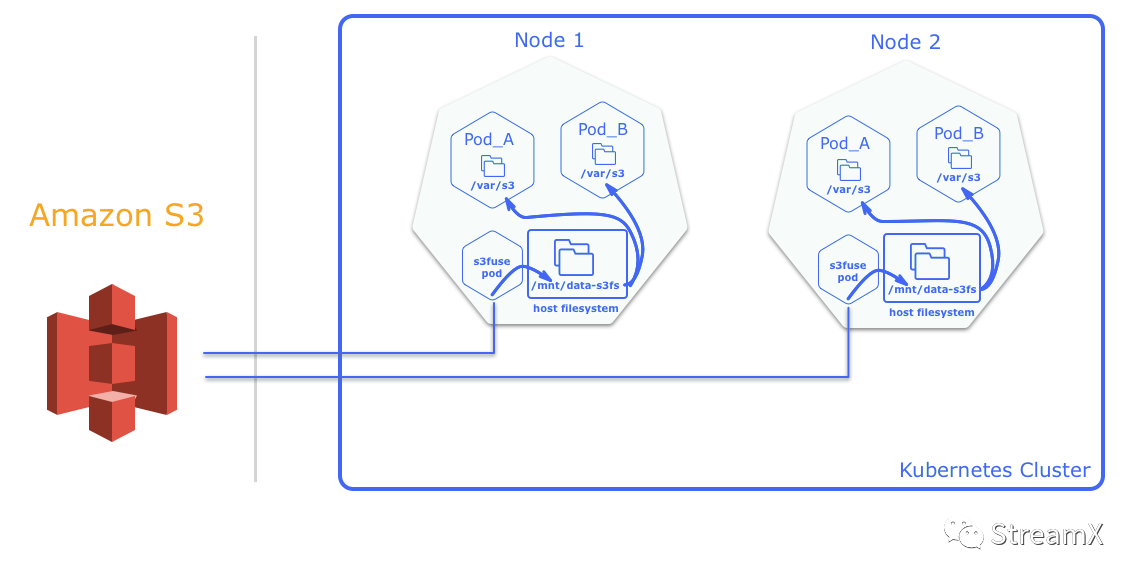 Node 1
Node 2
Pod_A
/var/s3
Pod_B
/var/s3
Pod_A
/var/s3
Pod_B
/var/s3
Amazon S3
s3fuse
pod
/mnt/data-s3fs
host filesystem
s3fuse
pod
/mnt/data-s3fs
host filesystem
Kubernetes Cluster
StreamX